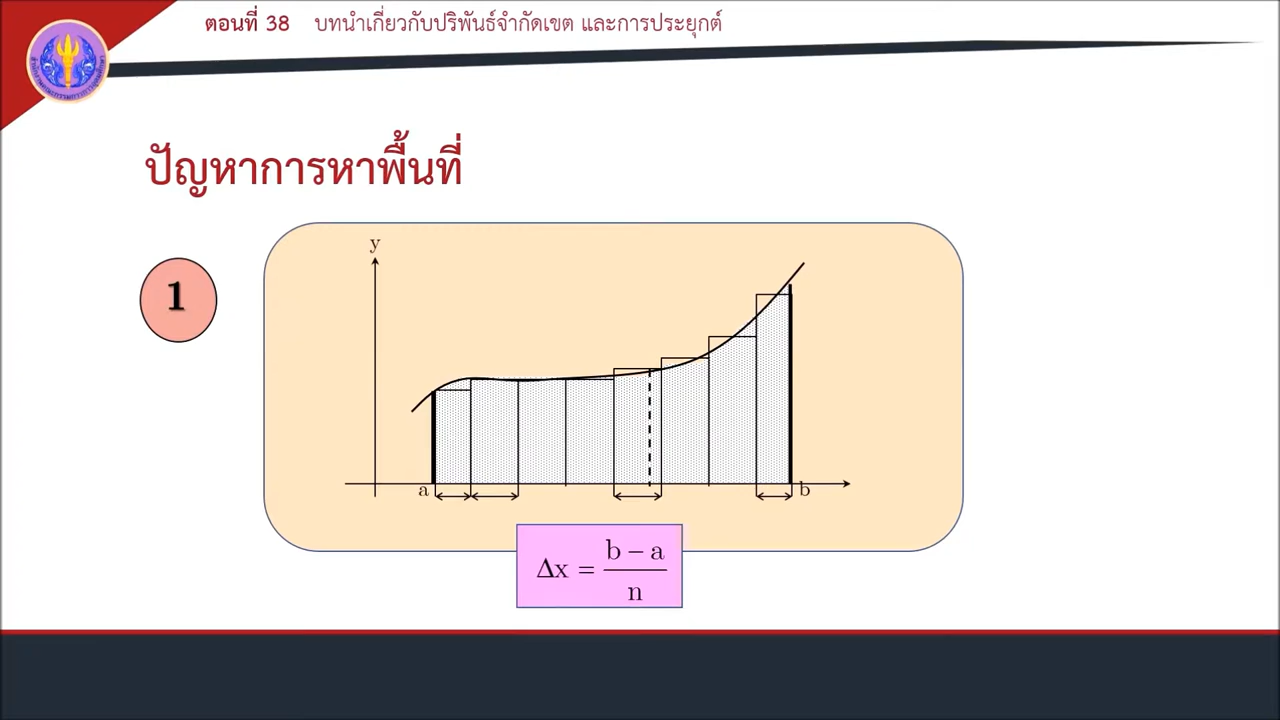 ตอนที่ 38 บทนำเกี่ยวกับปริพันธ์จำกัดเขต และการประยุกต์
ปัญหาการหาพื้นที่
1
y
a
b
Δx = b − a / n